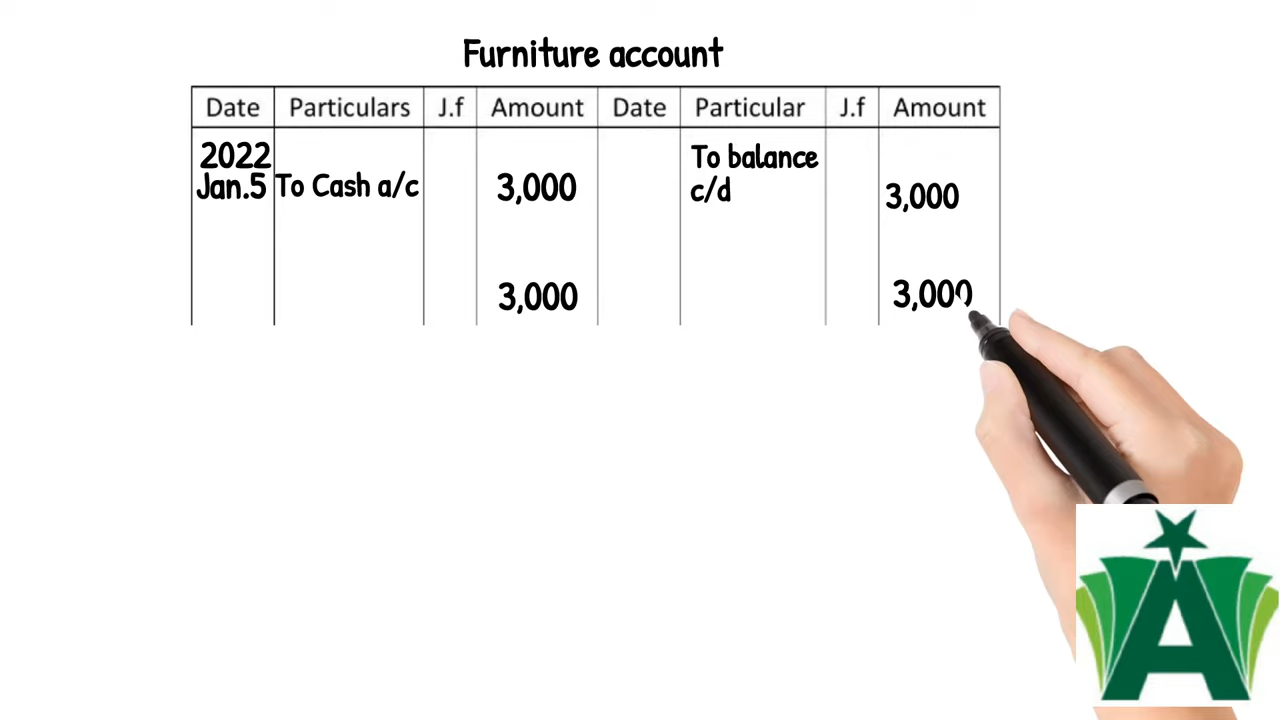 Furniture account
Date Particulars J.f Amount Date Particular J.f Amount
2022 To balance
Jan.5 To Cash a/c 3,000 c/d 3,000
3,000 3,000
A